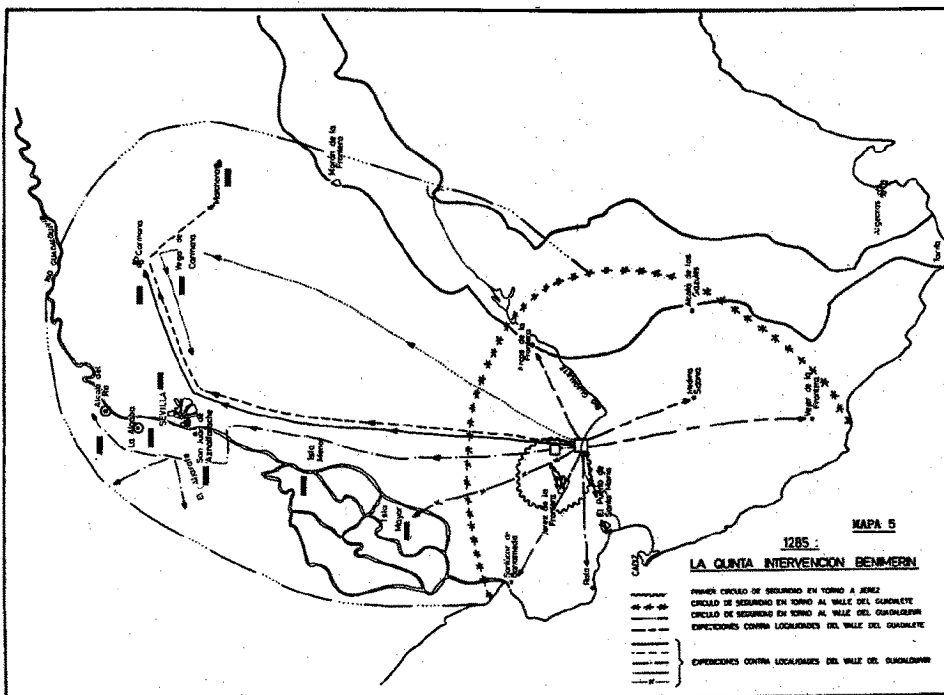 RIO GUADALQUIVIR
Carmona
Vega de
Carmona
Marchena
Morón de la
Frontera
Alcalá del
Río
La Algaba
SEVILLA
San Juan de
Aznalfarache
El Aljarafe
Isla
Menor
Isla
Mayor
Arcos de la
Frontera
Río Guadalete
Alcalá de los
Gazules
Medina
Sidonia
Vejer de la
Frontera
Jerez de la
Frontera
El Puerto de
Santa María
Sanlúcar de
Barrameda
Rota
CADIZ
Algeciras
Tarifa
MAPA 5
1285 :
LA QUINTA INTERVENCION BENIMERIN
PRIMER CIRCULO DE SEGURIDAD EN TORNO A JEREZ
CIRCULO DE SEGURIDAD EN TORNO AL VALLE DEL GUADALETE
CIRCULO DE SEGURIDAD EN TORNO AL VALLE DEL GUADALQUIVIR
EXPEDICIONES CONTRA LOCALIDADES DEL VALLE DEL GUADALETE
EXPEDICIONES CONTRA LOCALIDADES DEL VALLE DEL GUADALQUIVIR